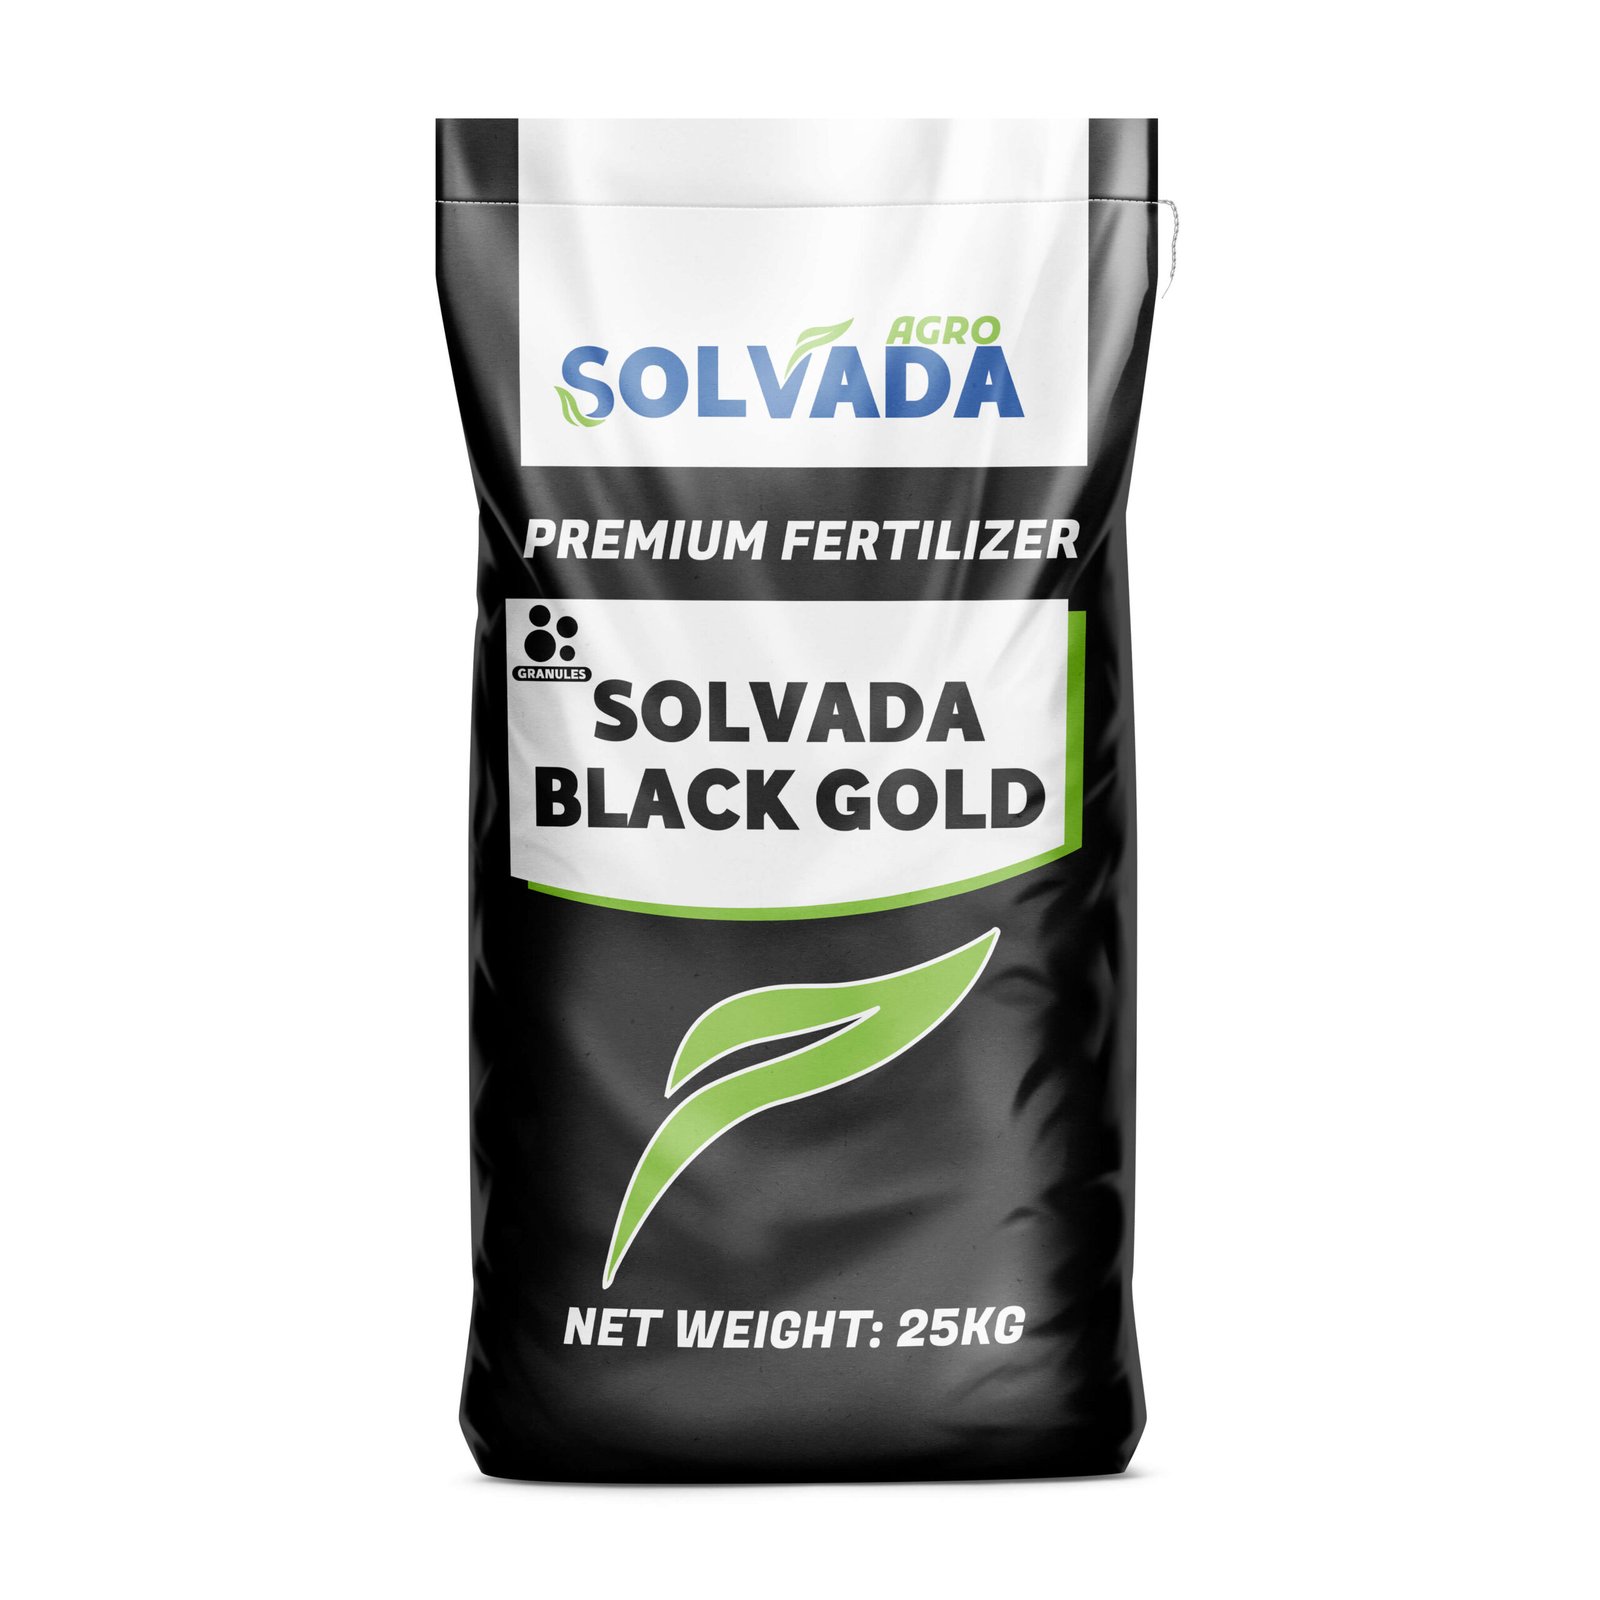 AGRO
SOLVADA
PREMIUM FERTILIZER
GRANULES
SOLVADA
BLACK GOLD
NET WEIGHT: 25KG